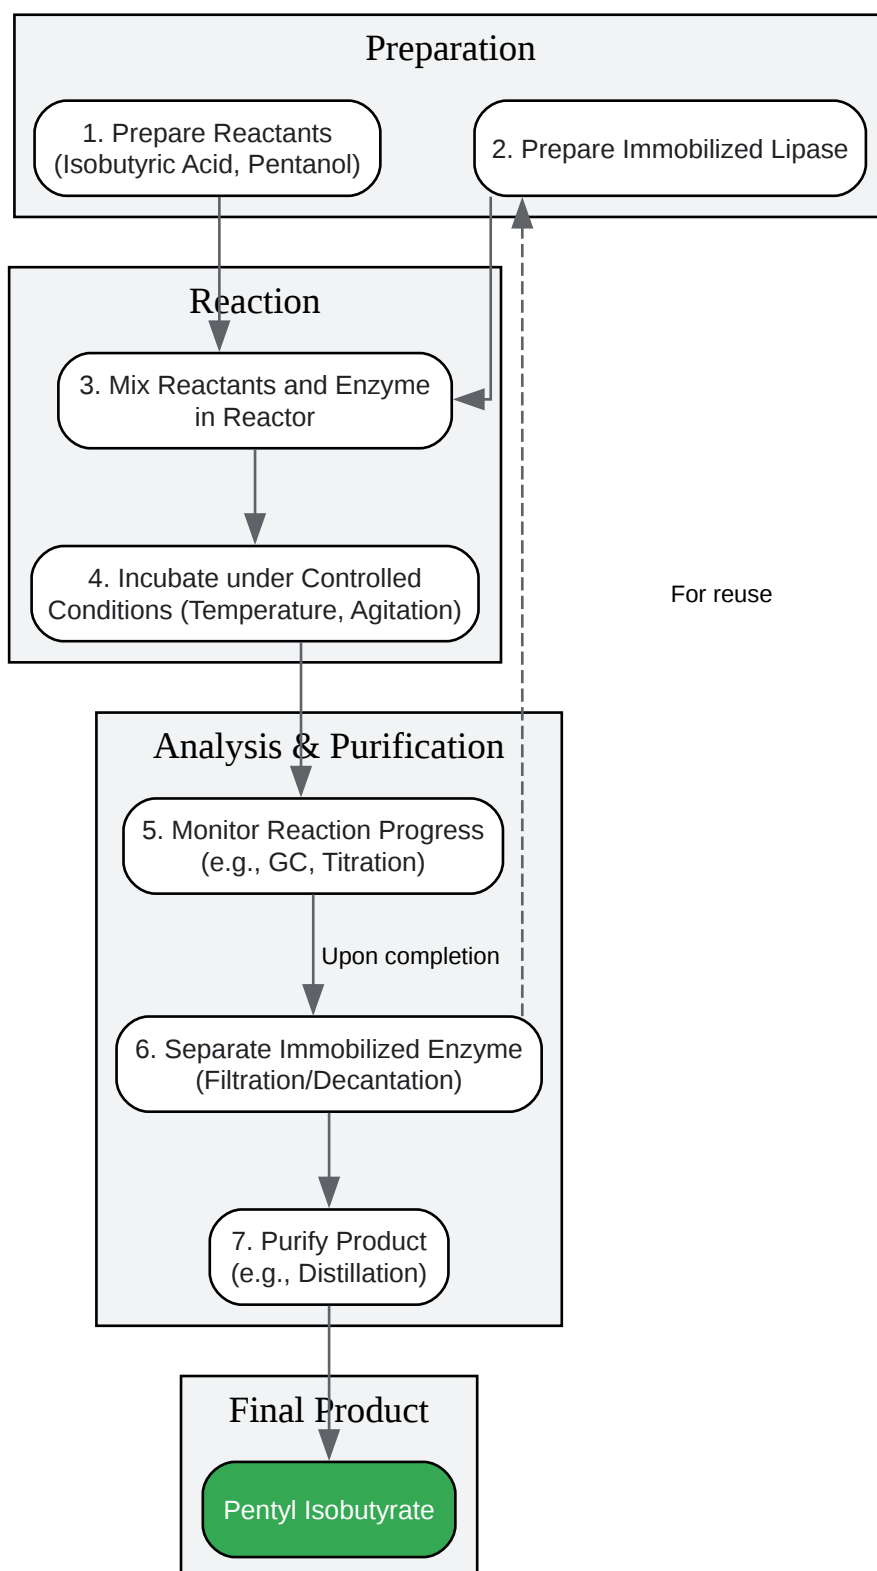 Preparation
1. Prepare Reactants
(Isobutyric Acid, Pentanol)
2. Prepare Immobilized Lipase
Reaction
3. Mix Reactants and Enzyme
in Reactor
4. Incubate under Controlled
Conditions (Temperature, Agitation)
For reuse
Analysis & Purification
5. Monitor Reaction Progress
(e.g., GC, Titration)
Upon completion
6. Separate Immobilized Enzyme
(Filtration/Decantation)
7. Purify Product
(e.g., Distillation)
Final Product
Pentyl Isobutyrate